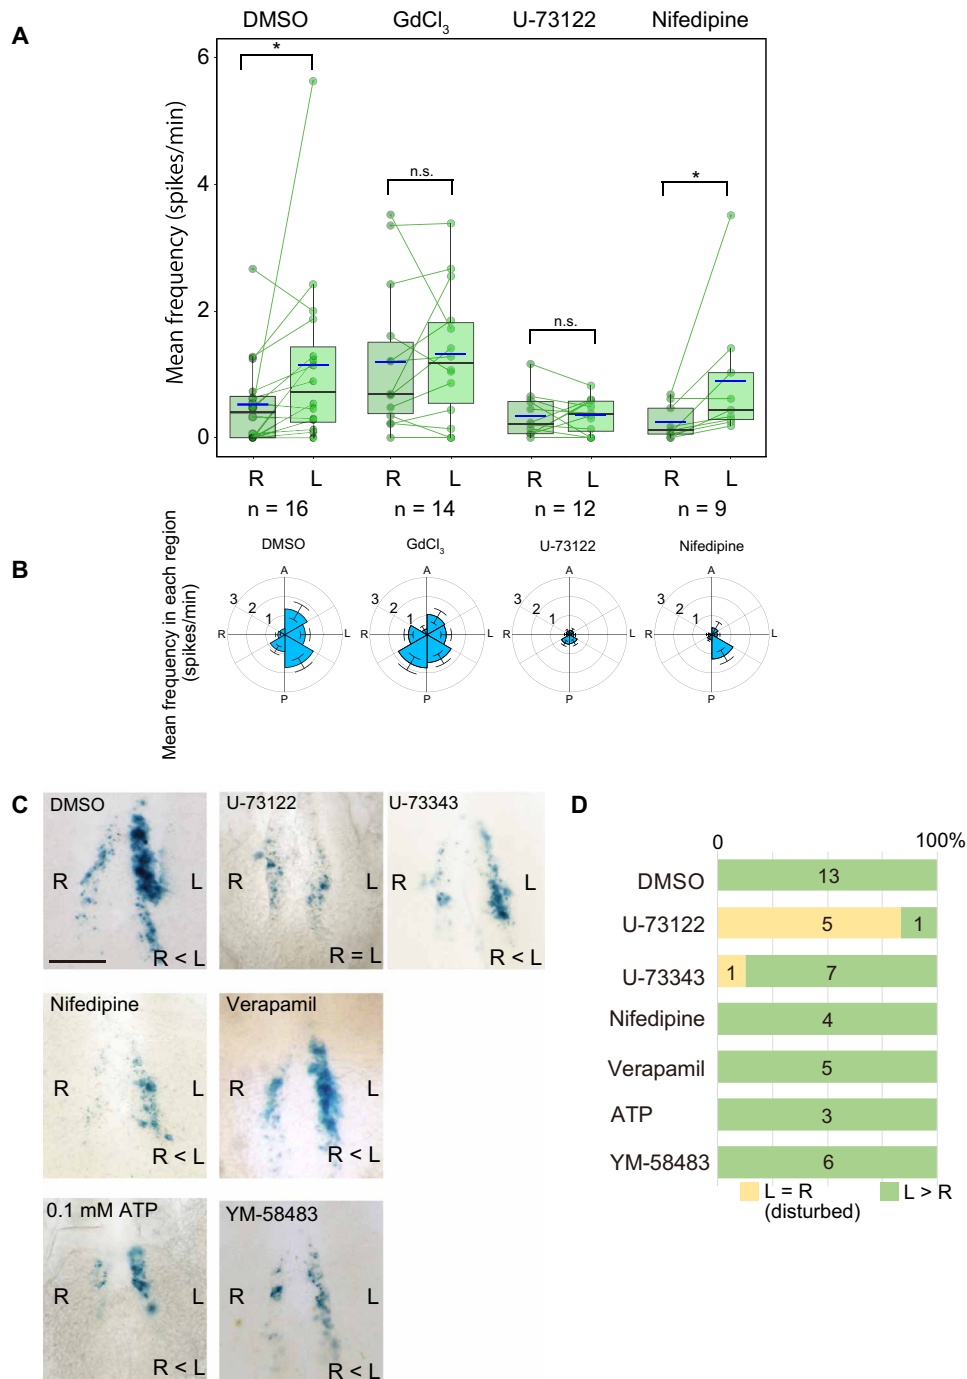 A
DMSO GdCl3 U-73122 Nifedipine
Mean frequency (spikes/min)
6
4
2
0
* n.s. n.s. *
R L R L R L R L
n = 16 n = 14 n = 12 n = 9
B
Mean frequency in each region
(spikes/min)
DMSO GdCl3 U-73122 Nifedipine
A A A A
3 2 1 3 2 1 3 2 1 3 2 1
R L R L R L R L
P P P P
C
DMSO U-73122 U-73343
R L R L R L
R < L R = L R < L
Nifedipine Verapamil
R L R L
R < L R < L
0.1 mM ATP YM-58483
R L R L
R < L R < L
D
0 100%
DMSO 13
U-73122 5 1
U-73343 1 7
Nifedipine 4
Verapamil 5
ATP 3
YM-58483 6
L = R L > R
(disturbed)